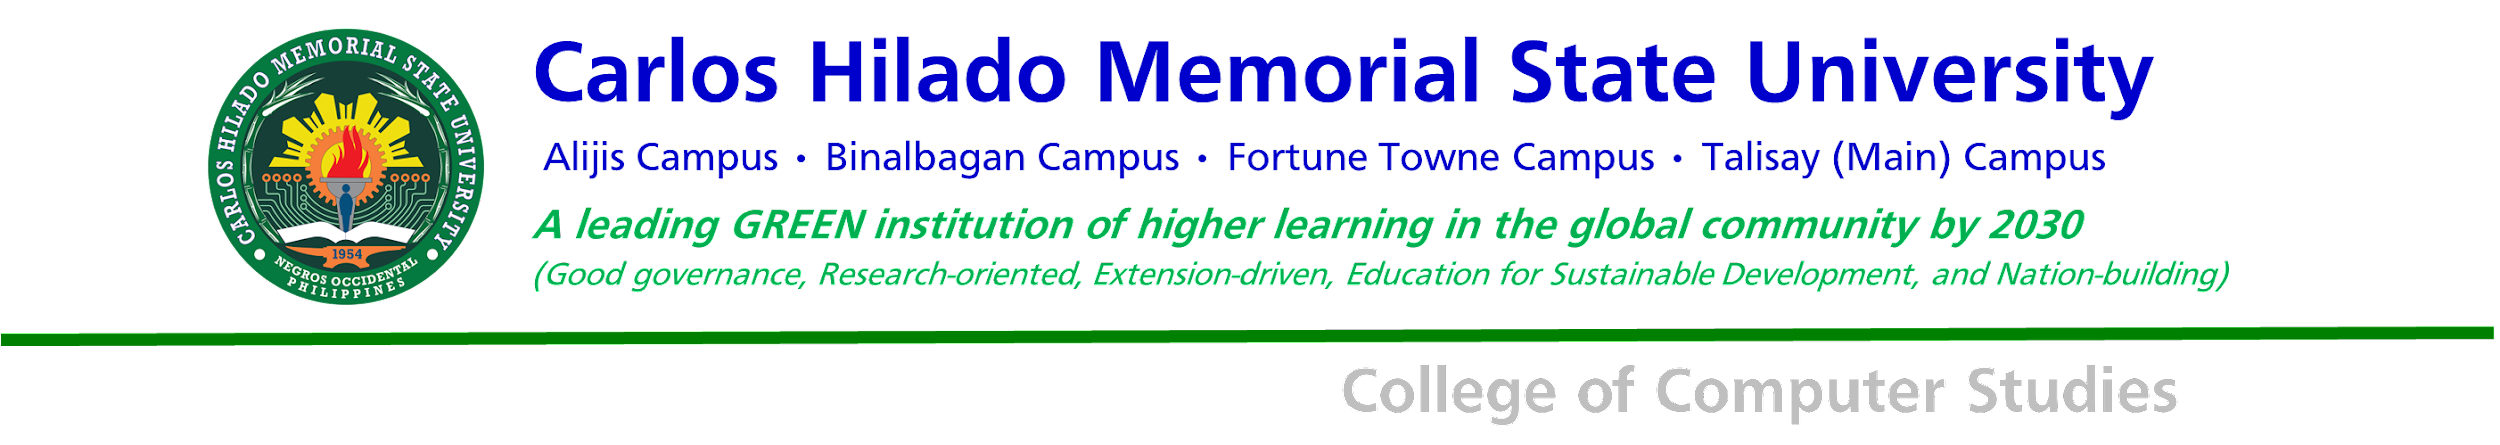 CARLOS HILADO MEMORIAL STATE UNIVERSITY
1954
NEGROS OCCIDENTAL
PHILIPPINES
Carlos Hilado Memorial State University
Alijis Campus • Binalbagan Campus • Fortune Towne Campus • Talisay (Main) Campus
A leading GREEN institution of higher learning in the global community by 2030
(Good governance, Research-oriented, Extension-driven, Education for Sustainable Development, and Nation-building)
College of Computer Studies